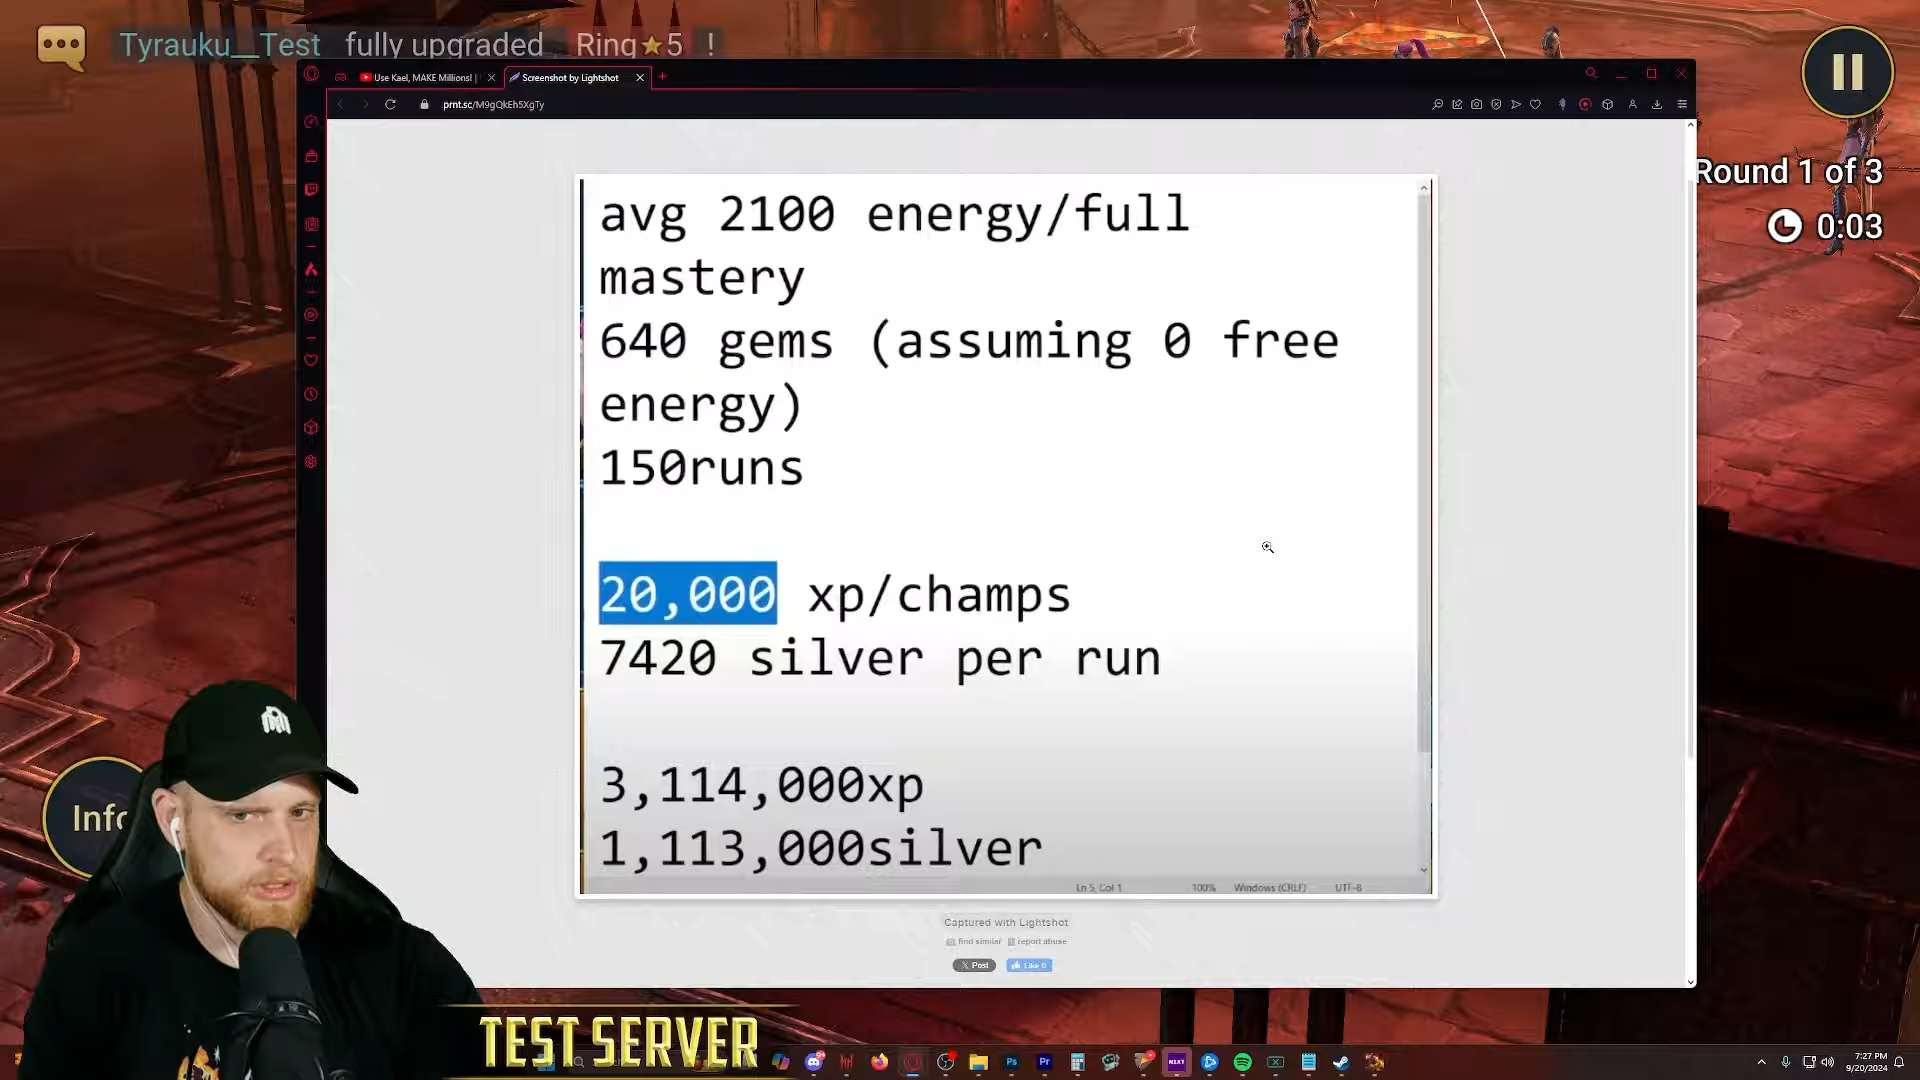 Tyrauku__Test fully upgraded Ring★5 !
Use Kael, MAKE Millions! |
Screenshot by Lightshot
prnt.sc/M9gQkEh5XgTy
Round 1 of 3
0:03
avg 2100 energy/full
mastery
640 gems (assuming 0 free
energy)
150runs
20,000 xp/champs
7420 silver per run
3,114,000xp
1,113,000silver
Ln 5, Col 1 100% Windows (CRLF) UTF-8
Captured with Lightshot
find similar report abuse
X Post Like 0
Info
TEST SERVER
7:27 PM
9/20/2024